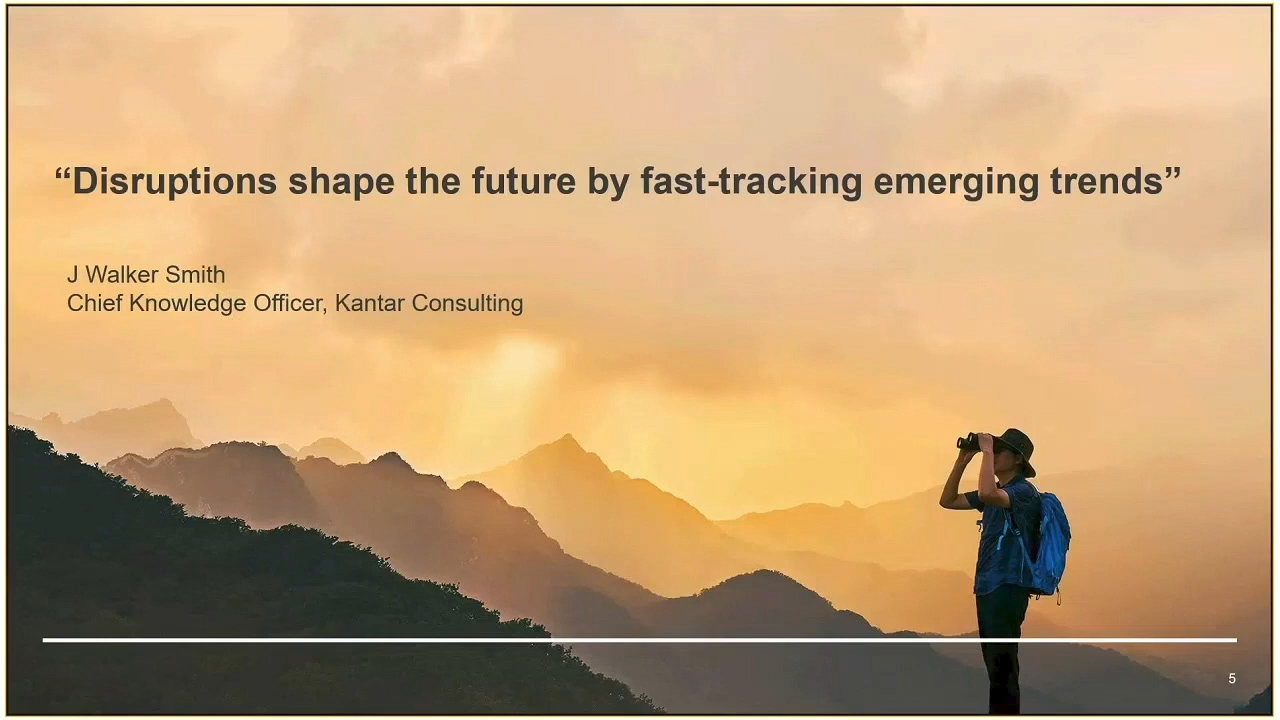 “Disruptions shape the future by fast-tracking emerging trends”
J Walker Smith
Chief Knowledge Officer, Kantar Consulting
5